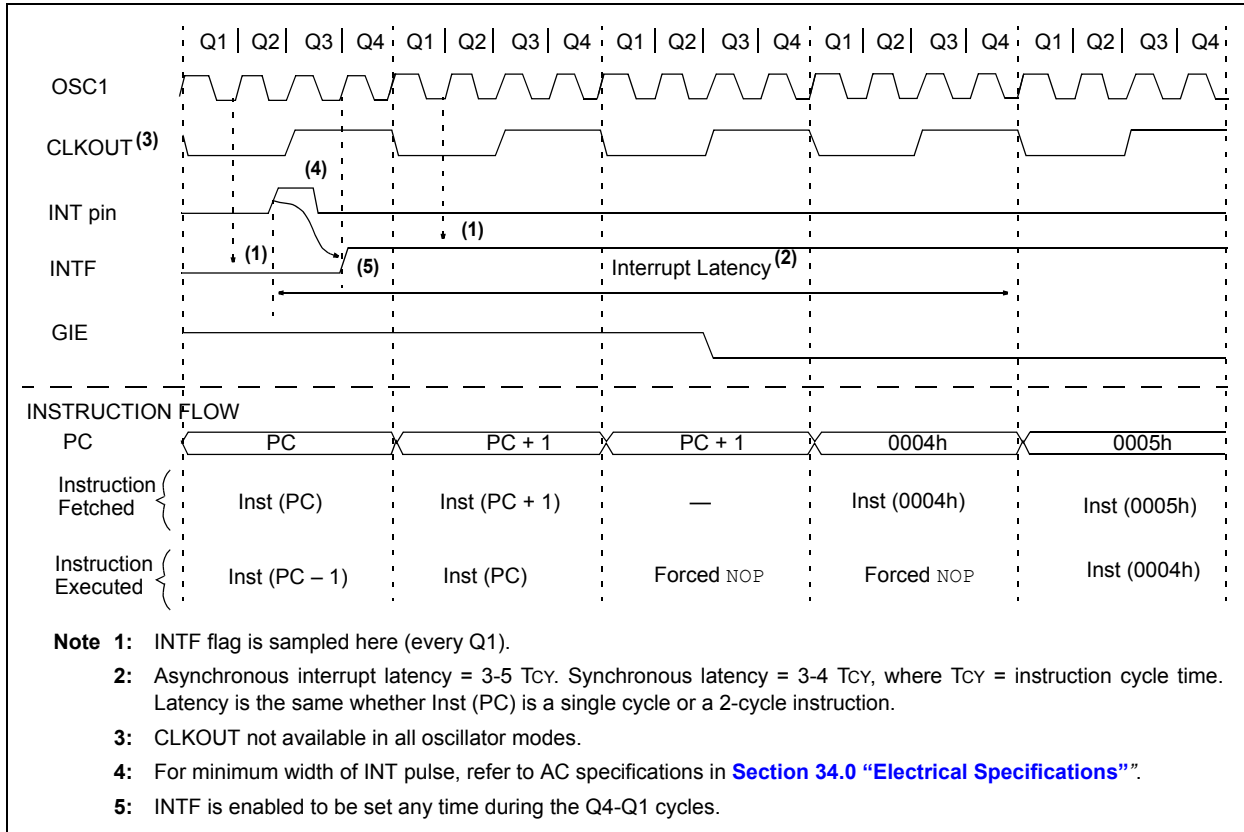 Q1 | Q2 | Q3 | Q4 Q1 | Q2 | Q3 | Q4 Q1 | Q2 | Q3 | Q4 Q1 | Q2 | Q3 | Q4 Q1 | Q2 | Q3 | Q4
OSC1
CLKOUT (3)
(4)
INT pin
(1) (1)
INTF (5) Interrupt Latency (2)
GIE
INSTRUCTION FLOW
PC PC PC + 1 PC + 1 0004h 0005h
Instruction
Fetched
Inst (PC) Inst (PC + 1) — Inst (0004h) Inst (0005h)
Instruction
Executed
Inst (PC – 1) Inst (PC) Forced NOP Forced NOP Inst (0004h)
Note 1: INTF flag is sampled here (every Q1).
2: Asynchronous interrupt latency = 3-5 TCY. Synchronous latency = 3-4 TCY, where TCY = instruction cycle time.
Latency is the same whether Inst (PC) is a single cycle or a 2-cycle instruction.
3: CLKOUT not available in all oscillator modes.
4: For minimum width of INT pulse, refer to AC specifications in Section 34.0 “Electrical Specifications””.
5: INTF is enabled to be set any time during the Q4-Q1 cycles.